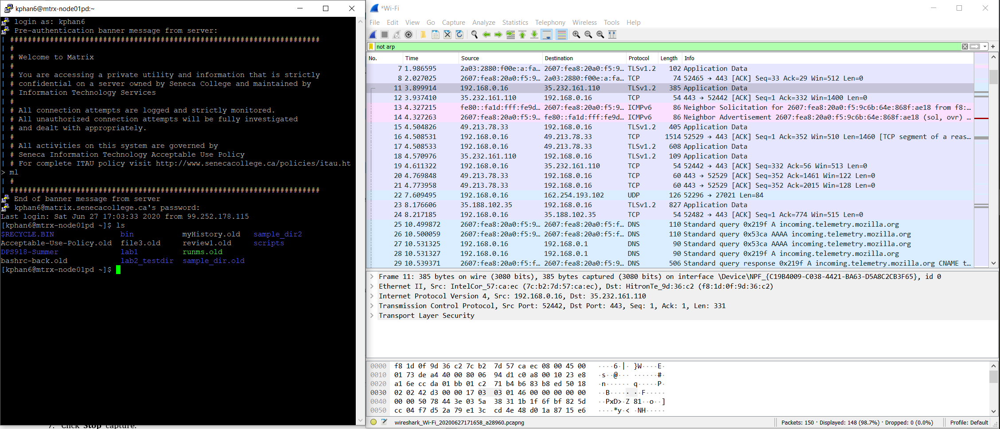 kphan6@mtrx-node01pd:~
login as: kphan6
Pre-authentication banner message from server:
| ######################################################################
| #
| # Welcome to Matrix
| #
| # You are accessing a private utility and information that is strictly
| # confidential on a server owned by Seneca College and maintained by
| # Information Technology Services
| #
| # All connection attempts are logged and strictly monitored.
| # All unauthorized connection attempts will be fully investigated
| # and dealt with appropriately.
| #
| # All activities on this system are governed by
| # Seneca Information Technology Acceptable Use Policy
| # For complete ITAU policy visit http://www.senecacollege.ca/policies/itau.ht
> ml
| #
| ######################################################################
End of banner message from server
kphan6@matrix.senecacollege.ca's password:
Last login: Sat Jun 27 17:03:33 2020 from 99.252.178.115
[kphan6@mtrx-node01pd ~]$ ls
$RECYCLE.BIN bin myHistory.old sample_dir2
Acceptable-Use-Policy.old file3.old review1.old scripts
DPS918-Summer lab1 runms.old
bashrc-back.old lab2_testdir sample_dir.old
[kphan6@mtrx-node01pd ~]$
7. Click Stop capture.
*Wi-Fi
File Edit View Go Capture Analyze Statistics Telephony Wireless Tools Help
not arp
No. Time Source Destination Protocol Length Info
7 1.986595 2a03:2880:f00e:a:fa… 2607:fea8:20a0:f5:9… TLSv1.2 102 Application Data
8 2.027025 2607:fea8:20a0:f5:9… 2a03:2880:f00e:a:fa… TCP 74 52465 → 443 [ACK] Seq=33 Ack=29 Win=512 Len=0
11 3.899914 192.168.0.16 35.232.161.110 TLSv1.2 385 Application Data
12 3.937410 35.232.161.110 192.168.0.16 TCP 54 443 → 52442 [ACK] Seq=1 Ack=332 Win=1400 Len=0
13 4.327215 fe80::fa1d:fff:fe9d… 2607:fea8:20a0:f5:9… ICMPv6 86 Neighbor Solicitation for 2607:fea8:20a0:f5:9c6b:64e:868f:ae18 from f8:…
14 4.327263 2607:fea8:20a0:f5:9… fe80::fa1d:fff:fe9d… ICMPv6 86 Neighbor Advertisement 2607:fea8:20a0:f5:9c6b:64e:868f:ae18 (sol, ovr) …
15 4.504826 49.213.78.33 192.168.0.16 TLSv1.2 405 Application Data
16 4.508531 192.168.0.16 49.213.78.33 TCP 1514 52529 → 443 [ACK] Seq=1 Ack=352 Win=510 Len=1460 [TCP segment of a reas…
17 4.508533 192.168.0.16 49.213.78.33 TLSv1.2 608 Application Data
18 4.570976 35.232.161.110 192.168.0.16 TLSv1.2 109 Application Data
19 4.611322 192.168.0.16 35.232.161.110 TCP 54 52442 → 443 [ACK] Seq=332 Ack=56 Win=513 Len=0
20 4.769848 49.213.78.33 192.168.0.16 TCP 60 443 → 52529 [ACK] Seq=352 Ack=1461 Win=122 Len=0
21 4.773958 49.213.78.33 192.168.0.16 TCP 60 443 → 52529 [ACK] Seq=352 Ack=2015 Win=128 Len=0
22 7.609495 192.168.0.16 162.254.193.102 UDP 126 52296 → 27021 Len=84
23 8.176606 35.188.102.35 192.168.0.16 TLSv1.2 827 Application Data
24 8.217185 192.168.0.16 35.188.102.35 TCP 54 52482 → 443 [ACK] Seq=1 Ack=774 Win=515 Len=0
25 10.499872 2607:fea8:20a0:f5:9… 2607:fea8:20a0:f5:f… DNS 110 Standard query 0x219f A incoming.telemetry.mozilla.org
26 10.500059 2607:fea8:20a0:f5:9… 2607:fea8:20a0:f5:f… DNS 110 Standard query 0x53ca AAAA incoming.telemetry.mozilla.org
27 10.531325 192.168.0.16 192.168.0.1 DNS 90 Standard query 0x53ca AAAA incoming.telemetry.mozilla.org
28 10.531327 192.168.0.16 192.168.0.1 DNS 90 Standard query 0x219f A incoming.telemetry.mozilla.org
29 10.539371 2607:fea8:20a0:f5:f… 2607:fea8:20a0:f5:9… DNS 506 Standard query response 0x219f A incoming.telemetry.mozilla.org CNAME t…
Frame 11: 385 bytes on wire (3080 bits), 385 bytes captured (3080 bits) on interface \Device\NPF_{C19B4009-C038-4421-BA63-D5A8C2CB3F65}, id 0
Ethernet II, Src: IntelCor_57:ca:ec (7c:b2:7d:57:ca:ec), Dst: HitronTe_9d:36:c2 (f8:1d:0f:9d:36:c2)
Internet Protocol Version 4, Src: 192.168.0.16, Dst: 35.232.161.110
Transmission Control Protocol, Src Port: 52442, Dst Port: 443, Seq: 1, Ack: 1, Len: 331
Transport Layer Security
0000 f8 1d 0f 9d 36 c2 7c b2 7d 57 ca ec 08 00 45 00 ····6·|· }W····E·
0010 01 73 de a4 40 00 80 06 94 d1 c0 a8 00 10 23 e8 ·s··@··· ······#·
0020 a1 6e cc da 01 bb 01 c2 71 b4 b6 83 b8 ed 50 18 ·n······ q·····P·
0030 02 02 42 d3 00 00 17 03 03 01 46 00 00 00 00 00 ··B····· ··F·····
0040 00 00 50 78 44 3e 03 5a 38 31 1b 1f 6f bf 82 5d ··PxD>·Z 81··o··]
0050 cc 04 f7 d5 2a 79 e1 3c cd 4e 48 d0 1a 87 15 e6 ····*y·< ·NH·····
wireshark_Wi-Fi_20200627171658_a28960.pcapng
Packets: 150 · Displayed: 148 (98.7%) · Dropped: 0 (0.0%)
Profile: Default